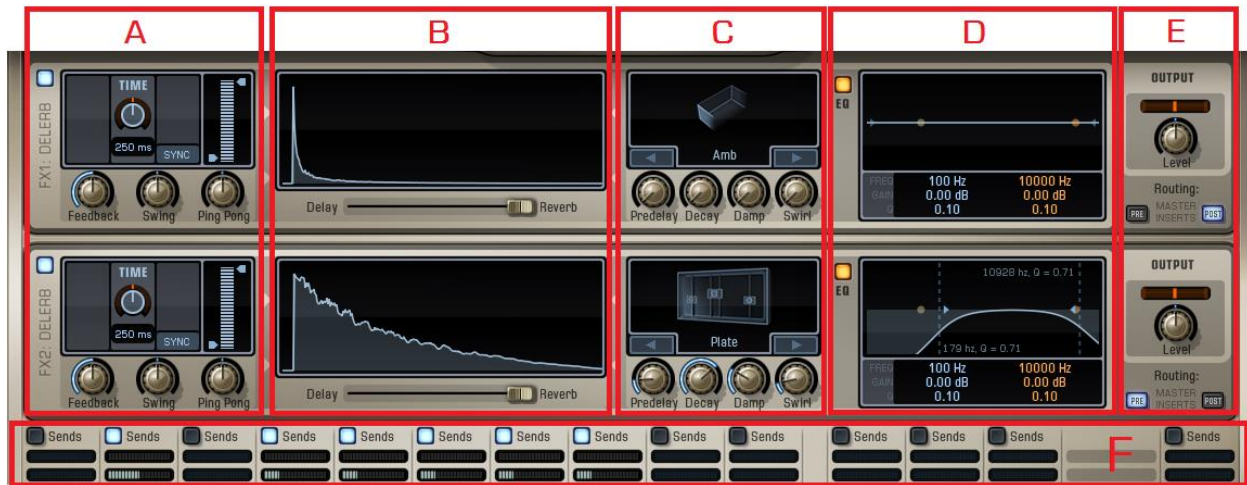 A B C D E
FX1: DELERB
TIME
250 ms
SYNC
Feedback Swing Ping Pong
Delay Reverb
Amb
Predelay Decay Damp Swirl
EQ
FREQ 100 Hz 10000 Hz
GAIN 0.00 dB 0.00 dB
Q 0.10 0.10
OUTPUT
Level
Routing:
PRE MASTER INSERTS POST
FX2: DELERB
TIME
250 ms
SYNC
Feedback Swing Ping Pong
Delay Reverb
Plate
Predelay Decay Damp Swirl
EQ
10928 hz, Q = 0.71
179 hz, Q = 0.71
FREQ 100 Hz 10000 Hz
GAIN 0.00 dB 0.00 dB
Q 0.10 0.10
OUTPUT
Level
Routing:
PRE MASTER INSERTS POST
Sends Sends Sends Sends Sends Sends Sends Sends Sends Sends Sends Sends Sends Sends
F